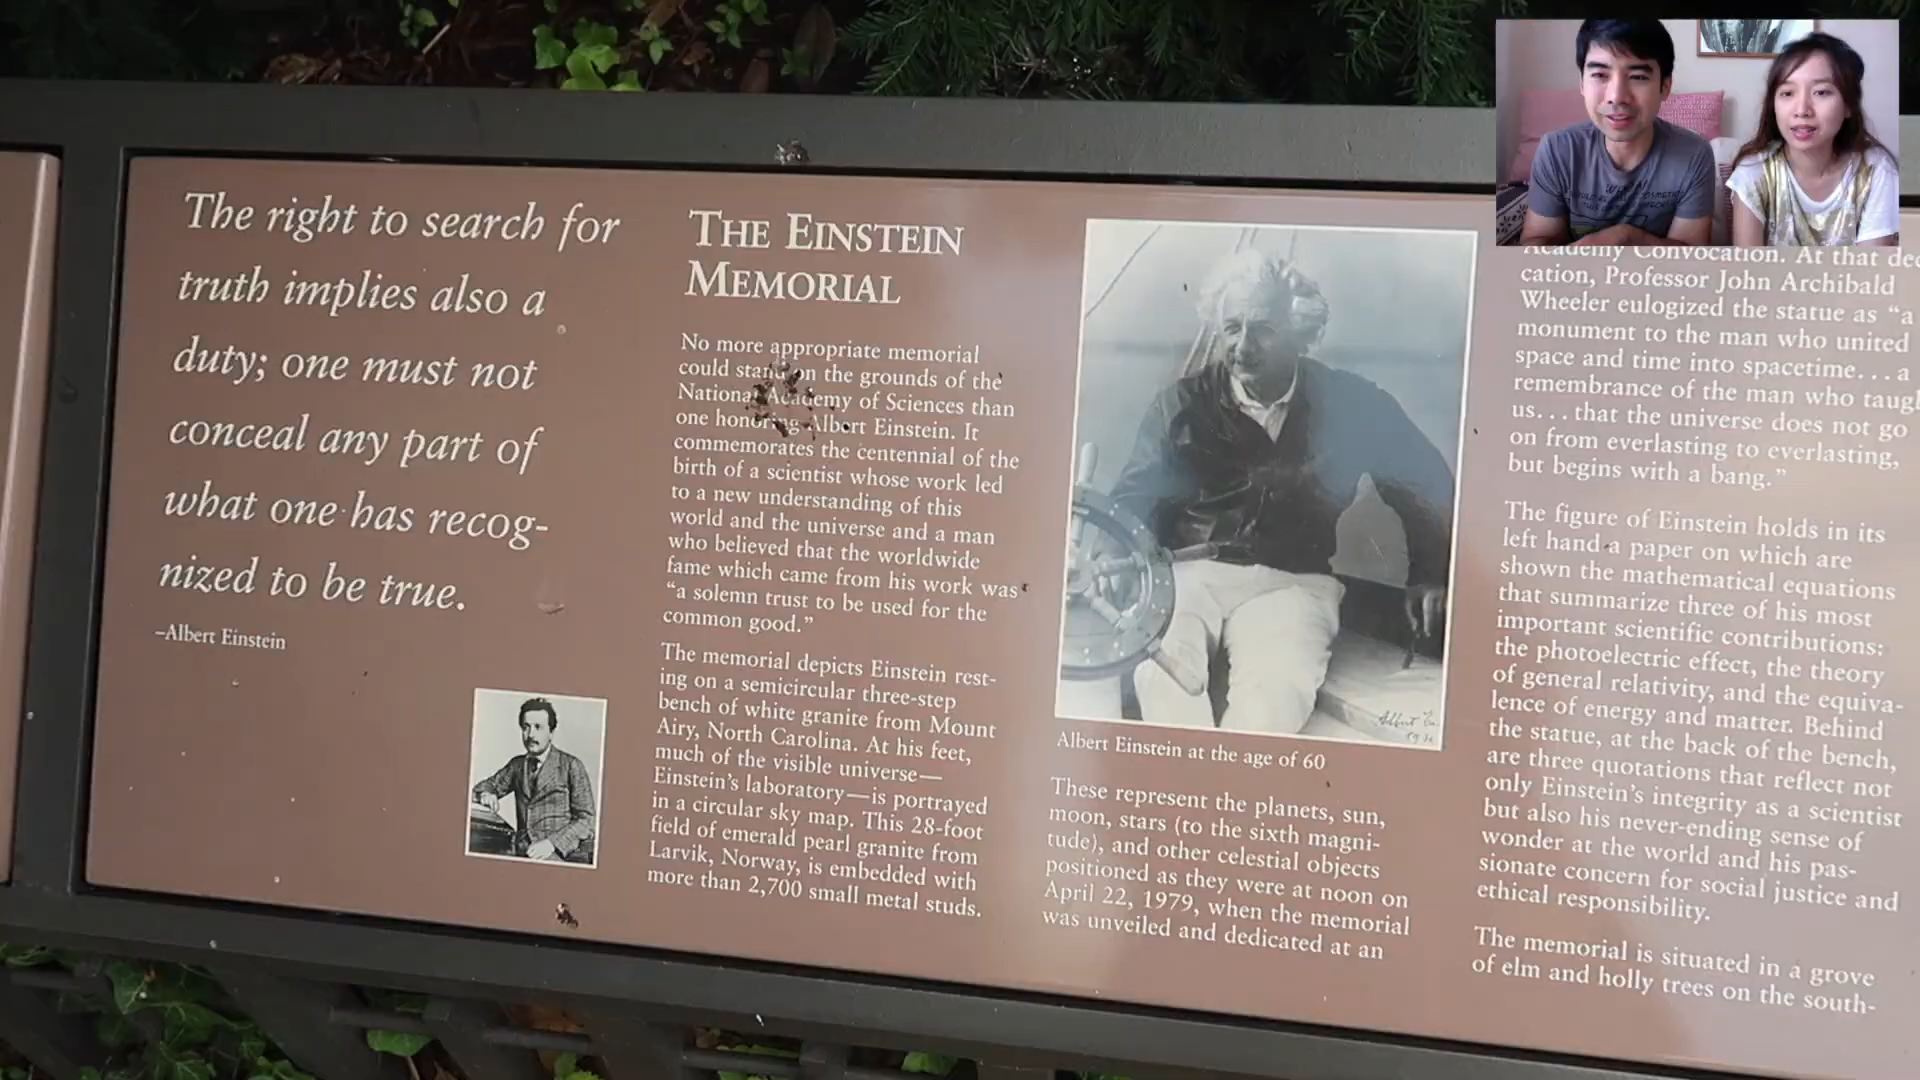 The right to search for
truth implies also a
duty; one must not
conceal any part of
what one has recog-
nized to be true.
–Albert Einstein
THE EINSTEIN
MEMORIAL
No more appropriate memorial
could stand on the grounds of the
National Academy of Sciences than
one honoring Albert Einstein. It
commemorates the centennial of the
birth of a scientist whose work led
to a new understanding of this
world and the universe and a man
who believed that the worldwide
fame which came from his work was
“a solemn trust to be used for the
common good.”
The memorial depicts Einstein rest-
ing on a semicircular three-step
bench of white granite from Mount
Airy, North Carolina. At his feet,
much of the visible universe—
Einstein’s laboratory—is portrayed
in a circular sky map. This 28-foot
field of emerald pearl granite from
Larvik, Norway, is embedded with
more than 2,700 small metal studs.
Albert Einstein at the age of 60
These represent the planets, sun,
moon, stars (to the sixth magni-
tude), and other celestial objects
positioned as they were at noon on
April 22, 1979, when the memorial
was unveiled and dedicated at an
Academy Convocation. At that
cation, Professor John Archibald
Wheeler eulogized the statue as “a
monument to the man who united
space and time into spacetime...a
remembrance of the man who
us...that the universe does not go
on from everlasting to everlasting,
but begins with a bang.”
The figure of Einstein holds in its
left hand a paper on which are
shown the mathematical equations
that summarize three of his most
important scientific contributions:
the photoelectric effect, the theory
of general relativity, and the equiva-
lence of energy and matter. Behind
the statue, at the back of the bench,
are three quotations that reflect not
only Einstein’s integrity as a scientist
but also his never-ending sense of
wonder at the world and his pas-
sionate concern for social justice and
ethical responsibility.
The memorial is situated in a grove
of elm and holly trees on the south-